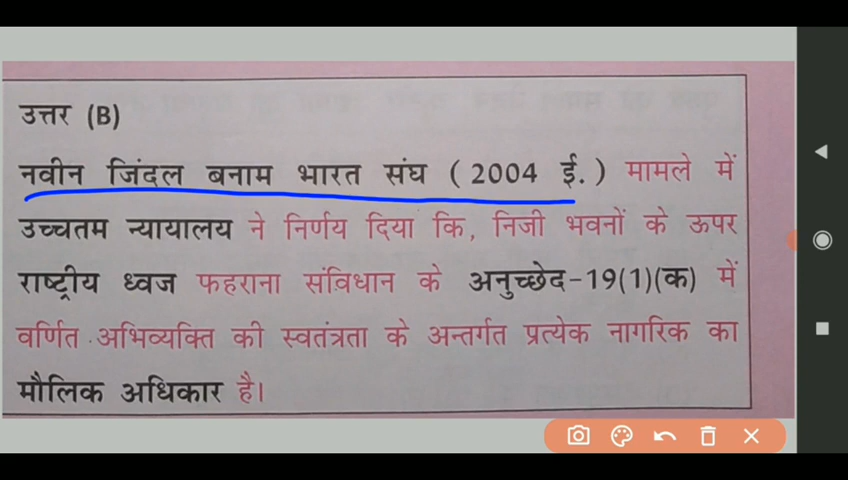 उत्तर (B)
नवीन जिंदल बनाम भारत संघ ( 2004 ई. ) मामले में
उच्चतम न्यायालय ने निर्णय दिया कि, निजी भवनों के ऊपर
राष्ट्रीय ध्वज फहराना संविधान के अनुच्छेद-19(1)(क) में
वर्णित अभिव्यक्ति की स्वतंत्रता के अन्तर्गत प्रत्येक नागरिक का
मौलिक अधिकार है।